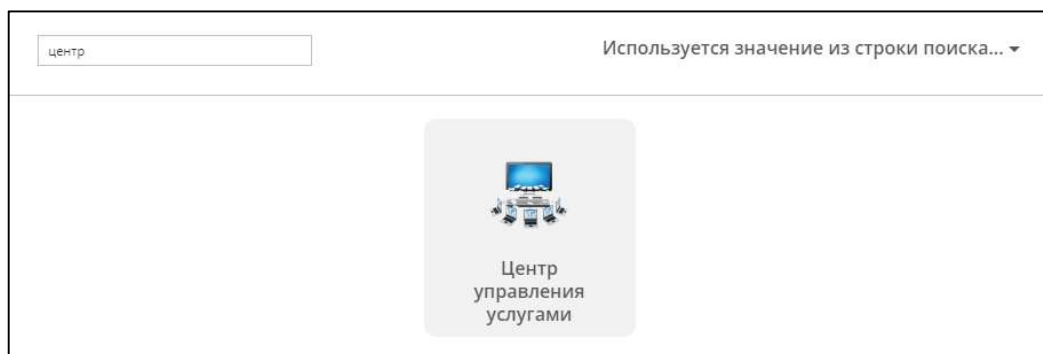 центр
Используется значение из строки поиска...
Центр
управления
услугами